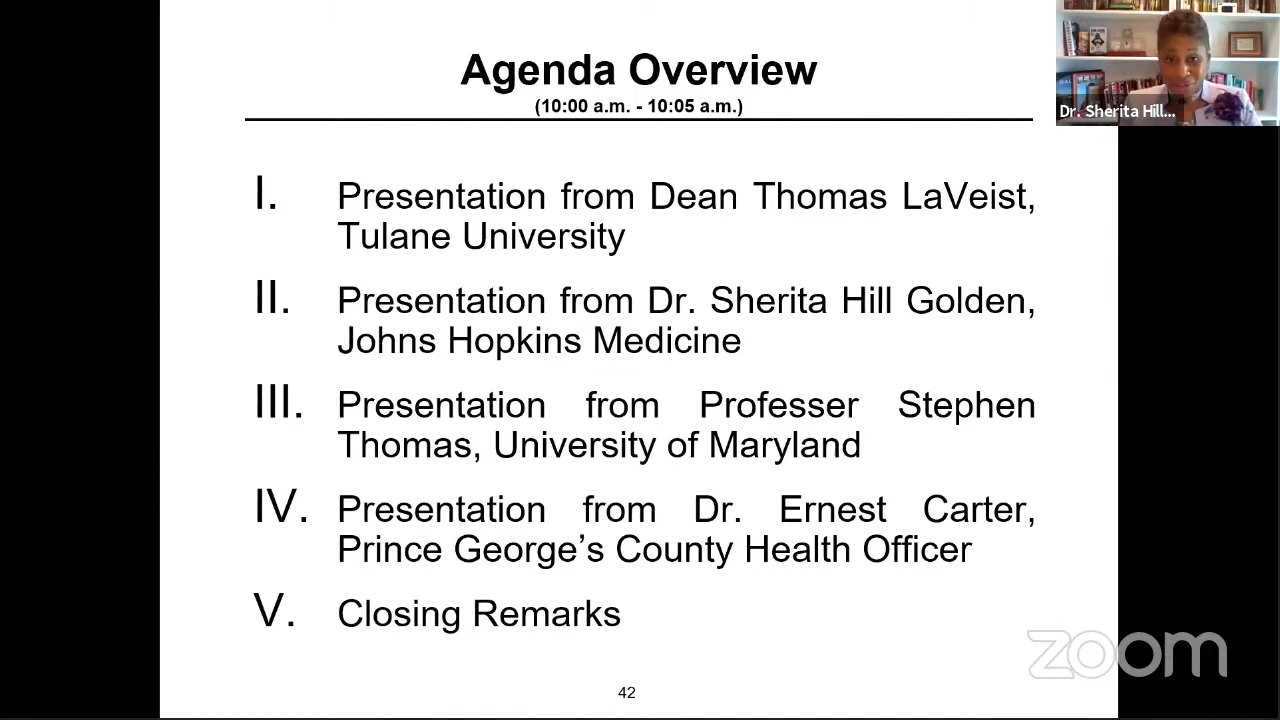 Agenda Overview
(10:00 a.m. - 10:05 a.m.)
Dr. Sherita Hill...
I. Presentation from Dean Thomas LaVeist,
Tulane University
II. Presentation from Dr. Sherita Hill Golden,
Johns Hopkins Medicine
III. Presentation from Professer Stephen
Thomas, University of Maryland
IV. Presentation from Dr. Ernest Carter,
Prince George’s County Health Officer
V. Closing Remarks
zoom
42